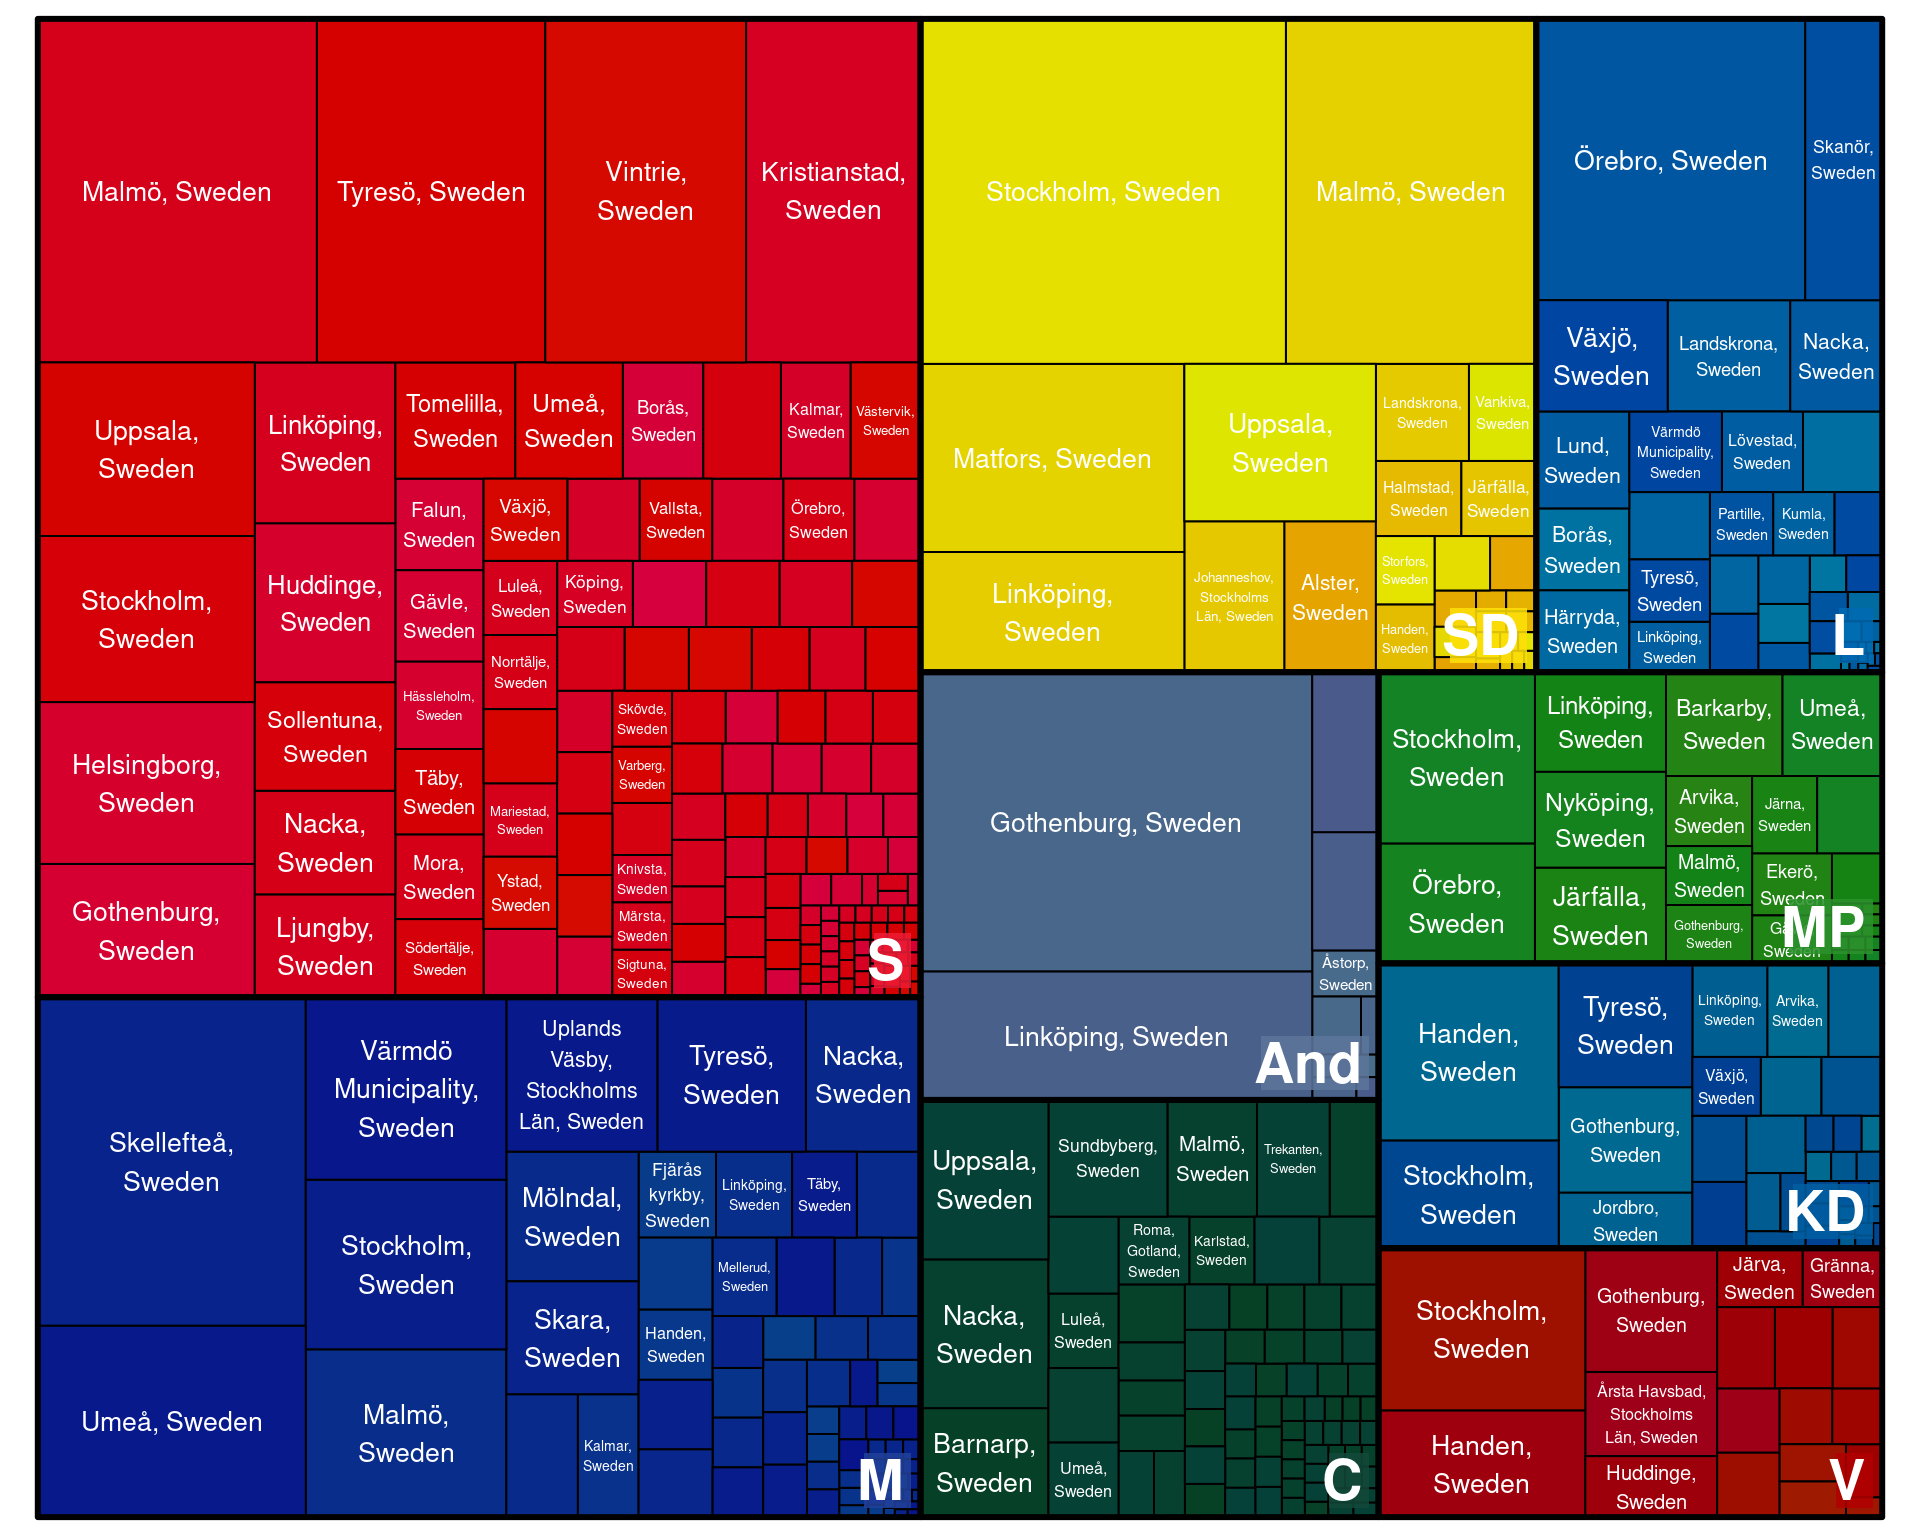 Malmö, Sweden
Tyresö, Sweden
Vintrie,
Sweden
Kristianstad,
Sweden
Uppsala,
Sweden
Stockholm,
Sweden
Helsingborg,
Sweden
Gothenburg,
Sweden
Linköping,
Sweden
Huddinge,
Sweden
Sollentuna,
Sweden
Nacka,
Sweden
Ljungby,
Sweden
Tomelilla,
Sweden
Umeå,
Sweden
Borås,
Sweden
Kalmar,
Sweden
Västervik,
Sweden
Falun,
Sweden
Gävle,
Sweden
Hässleholm,
Sweden
Täby,
Sweden
Mora,
Sweden
Södertälje,
Sweden
Växjö,
Sweden
Vallsta,
Sweden
Örebro,
Sweden
Luleå,
Sweden
Köping,
Sweden
Norrtälje,
Sweden
Mariestad,
Sweden
Ystad,
Sweden
Skövde,
Sweden
Varberg,
Sweden
Knivsta,
Sweden
Märsta,
Sweden
Sigtuna,
Sweden
S
Skellefteå,
Sweden
Umeå, Sweden
Värmdö
Municipality,
Sweden
Stockholm,
Sweden
Malmö,
Sweden
Uplands
Väsby,
Stockholms
Län, Sweden
Tyresö,
Sweden
Nacka,
Sweden
Mölndal,
Sweden
Skara,
Sweden
Kalmar,
Sweden
Fjärås
kyrkby,
Sweden
Linköping,
Sweden
Täby,
Sweden
Mellerud,
Sweden
Handen,
Sweden
M
Stockholm, Sweden
Malmö, Sweden
Matfors, Sweden
Linköping,
Sweden
Uppsala,
Sweden
Johanneshov,
Stockholms
Län, Sweden
Alster,
Sweden
Landskrona,
Sweden
Vankiva,
Sweden
Halmstad,
Sweden
Järfälla,
Sweden
Storfors,
Sweden
Handen,
Sweden
SD
Gothenburg, Sweden
Linköping, Sweden
Åstorp,
Sweden
And
Uppsala,
Sweden
Nacka,
Sweden
Barnarp,
Sweden
Sundbyberg,
Sweden
Malmö,
Sweden
Trekanten,
Sweden
Roma,
Gotland,
Sweden
Karlstad,
Sweden
Luleå,
Sweden
Umeå,
Sweden
C
Örebro, Sweden
Skanör,
Sweden
Växjö,
Sweden
Landskrona,
Sweden
Nacka,
Sweden
Lund,
Sweden
Borås,
Sweden
Härryda,
Sweden
Värmdö
Municipality,
Sweden
Lövestad,
Sweden
Partille,
Sweden
Kumla,
Sweden
Tyresö,
Sweden
Linköping,
Sweden
L
Stockholm,
Sweden
Örebro,
Sweden
Linköping,
Sweden
Nyköping,
Sweden
Järfälla,
Sweden
Barkarby,
Sweden
Umeå,
Sweden
Arvika,
Sweden
Järna,
Sweden
Malmö,
Sweden
Gothenburg,
Sweden
Ekerö,
Sweden
Sweden
MP
Handen,
Sweden
Stockholm,
Sweden
Tyresö,
Sweden
Gothenburg,
Sweden
Jordbro,
Sweden
Linköping,
Sweden
Arvika,
Sweden
Växjö,
Sweden
KD
Stockholm,
Sweden
Handen,
Sweden
Gothenburg,
Sweden
Årsta Havsbad,
Stockholms
Län, Sweden
Huddinge,
Sweden
Järva,
Sweden
Gränna,
Sweden
V